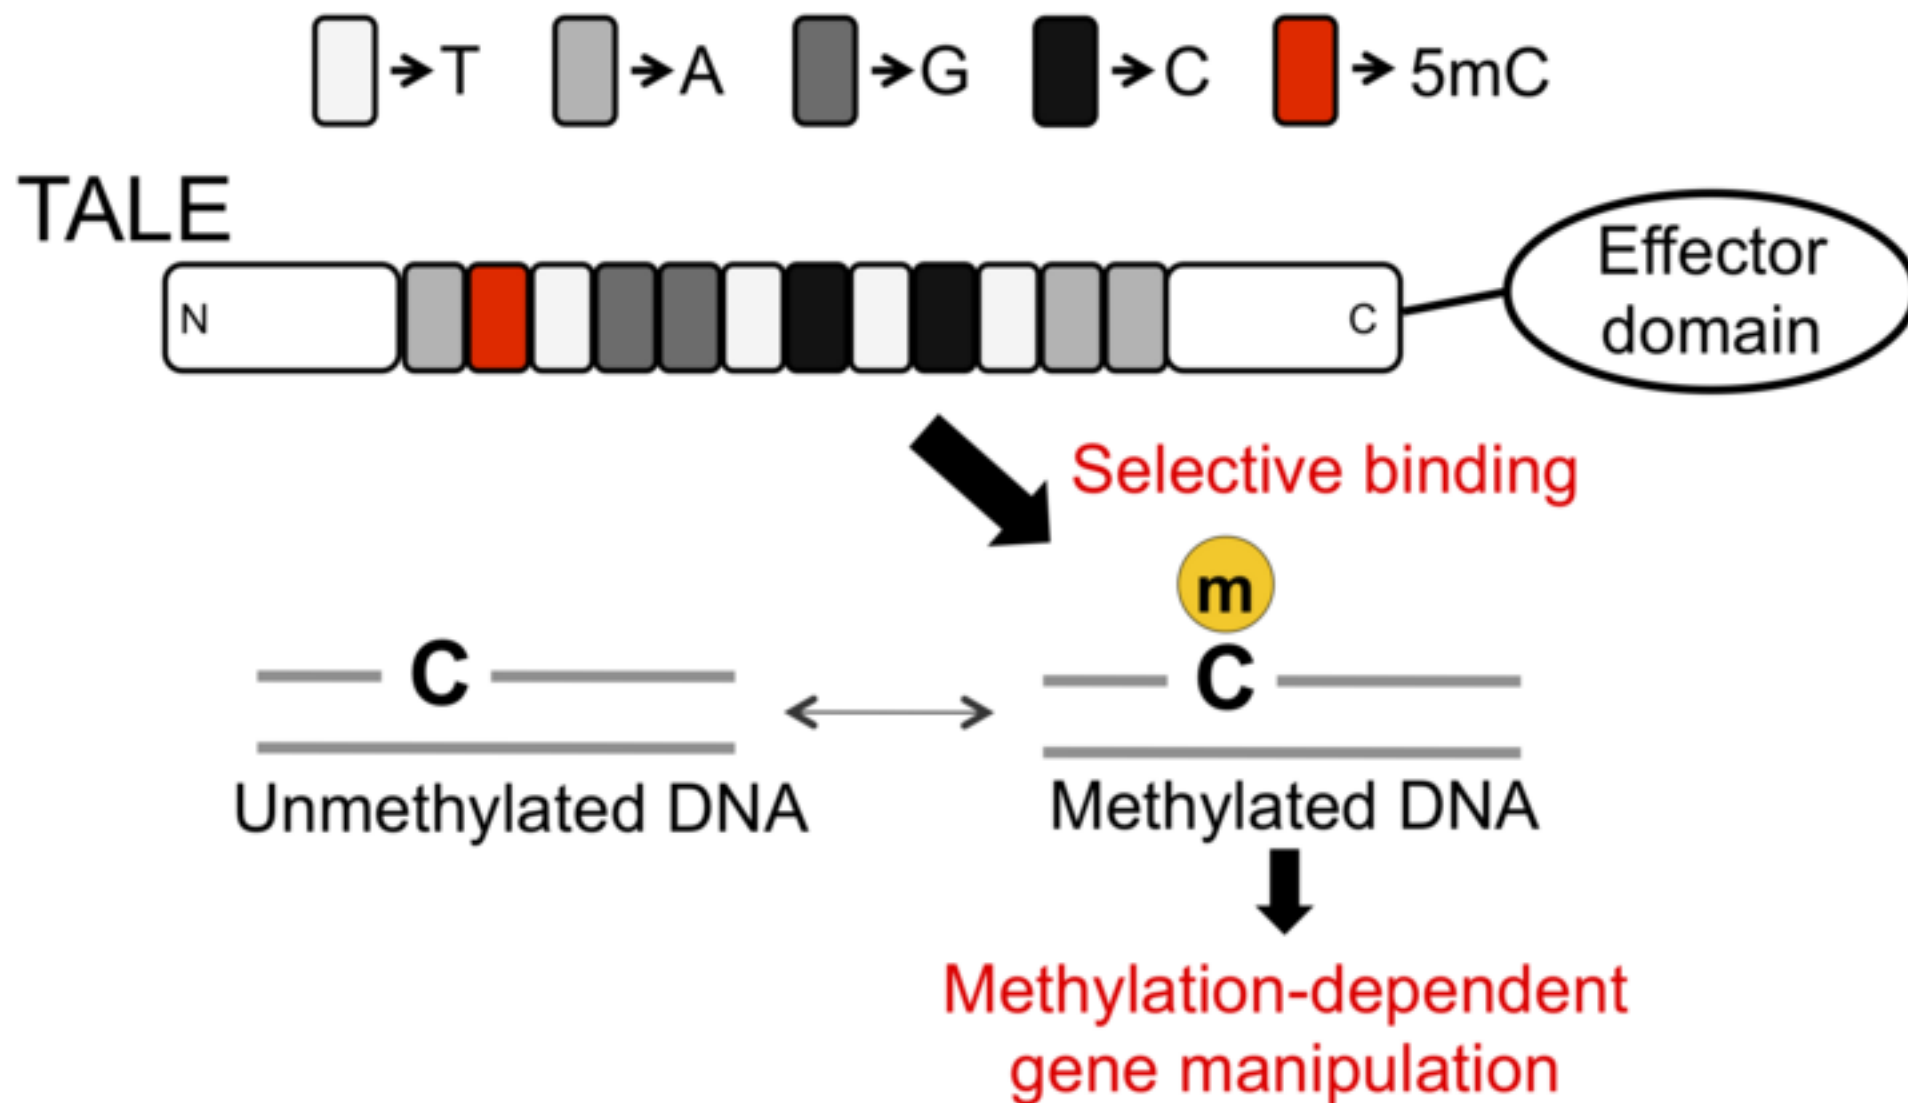 T A G C 5mC
TALE
N C
Effector
domain
Selective binding
m
C C
Unmethylated DNA Methylated DNA
Methylation-dependent
gene manipulation